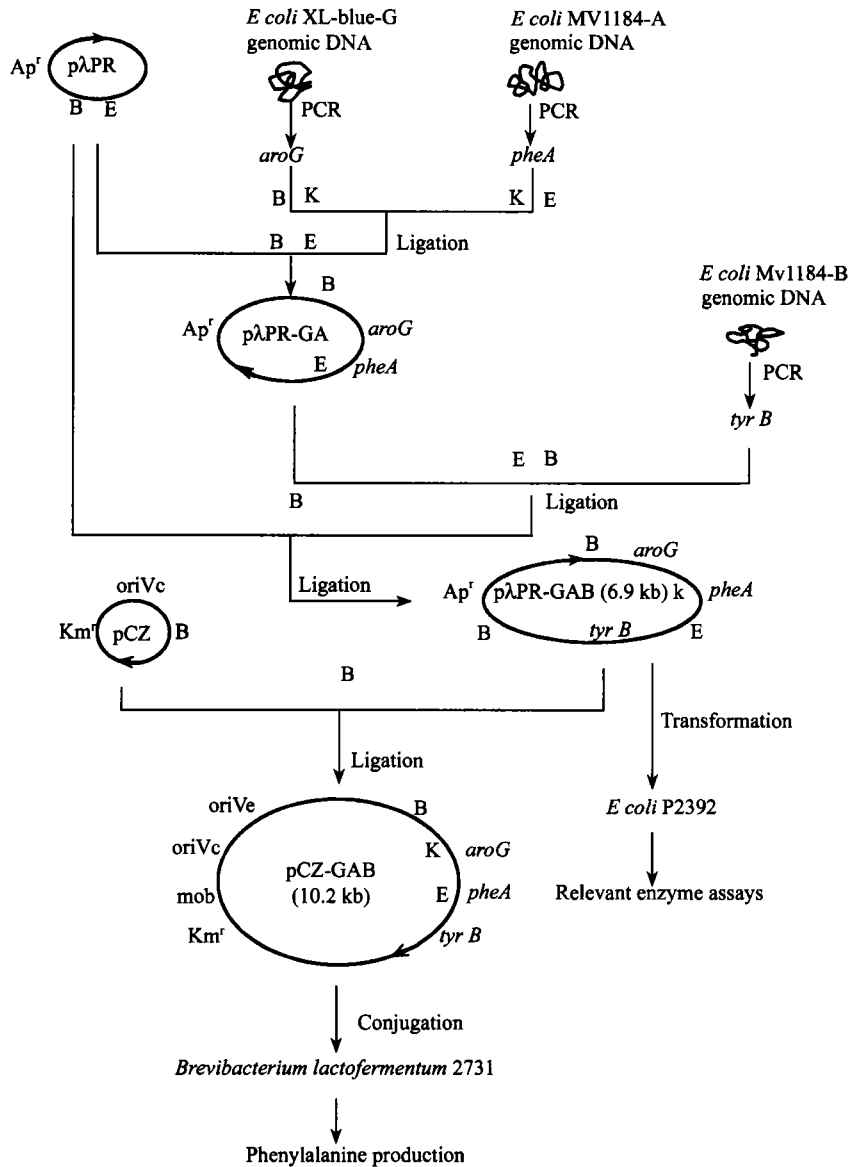 E coli XL-blue-G
genomic DNA
E coli MV1184-A
genomic DNA
Apʳ
pλPR
B E
PCR
PCR
aroG
pheA
B K
K E
B E
Ligation
B
E coli Mv1184-B
genomic DNA
Apʳ
pλPR-GA
aroG
E
pheA
PCR
tyr B
E B
B
Ligation
B
aroG
oriVc
Ligation
Apʳ
pλPR-GAB (6.9 kb) k
pheA
Kmʳ
pCZ
B
B
tyr B
E
B
Transformation
Ligation
oriVe
B
E coli P2392
oriVc
K
aroG
pCZ-GAB
(10.2 kb)
mob
E
pheA
Relevant enzyme assays
Kmʳ
tyr B
Conjugation
Brevibacterium lactofermentum 2731
Phenylalanine production